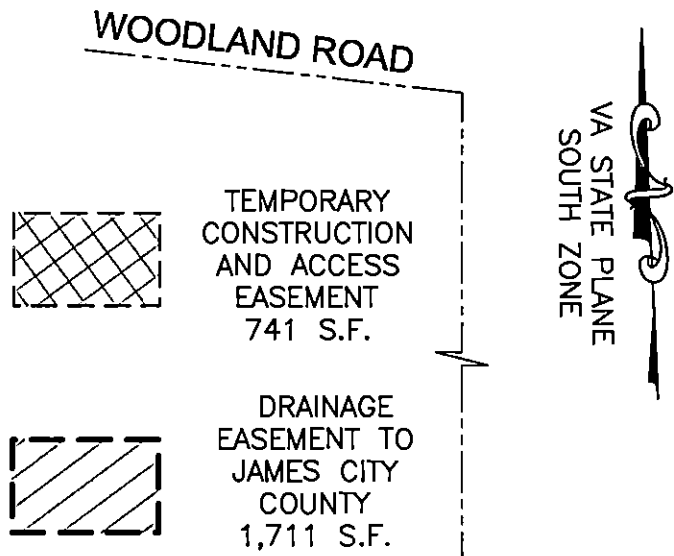 WOODLAND ROAD
TEMPORARY
CONSTRUCTION
AND ACCESS
EASEMENT
741 S.F.
DRAINAGE
EASEMENT TO
JAMES CITY
COUNTY
1,711 S.F.
VA STATE PLANE
SOUTH ZONE